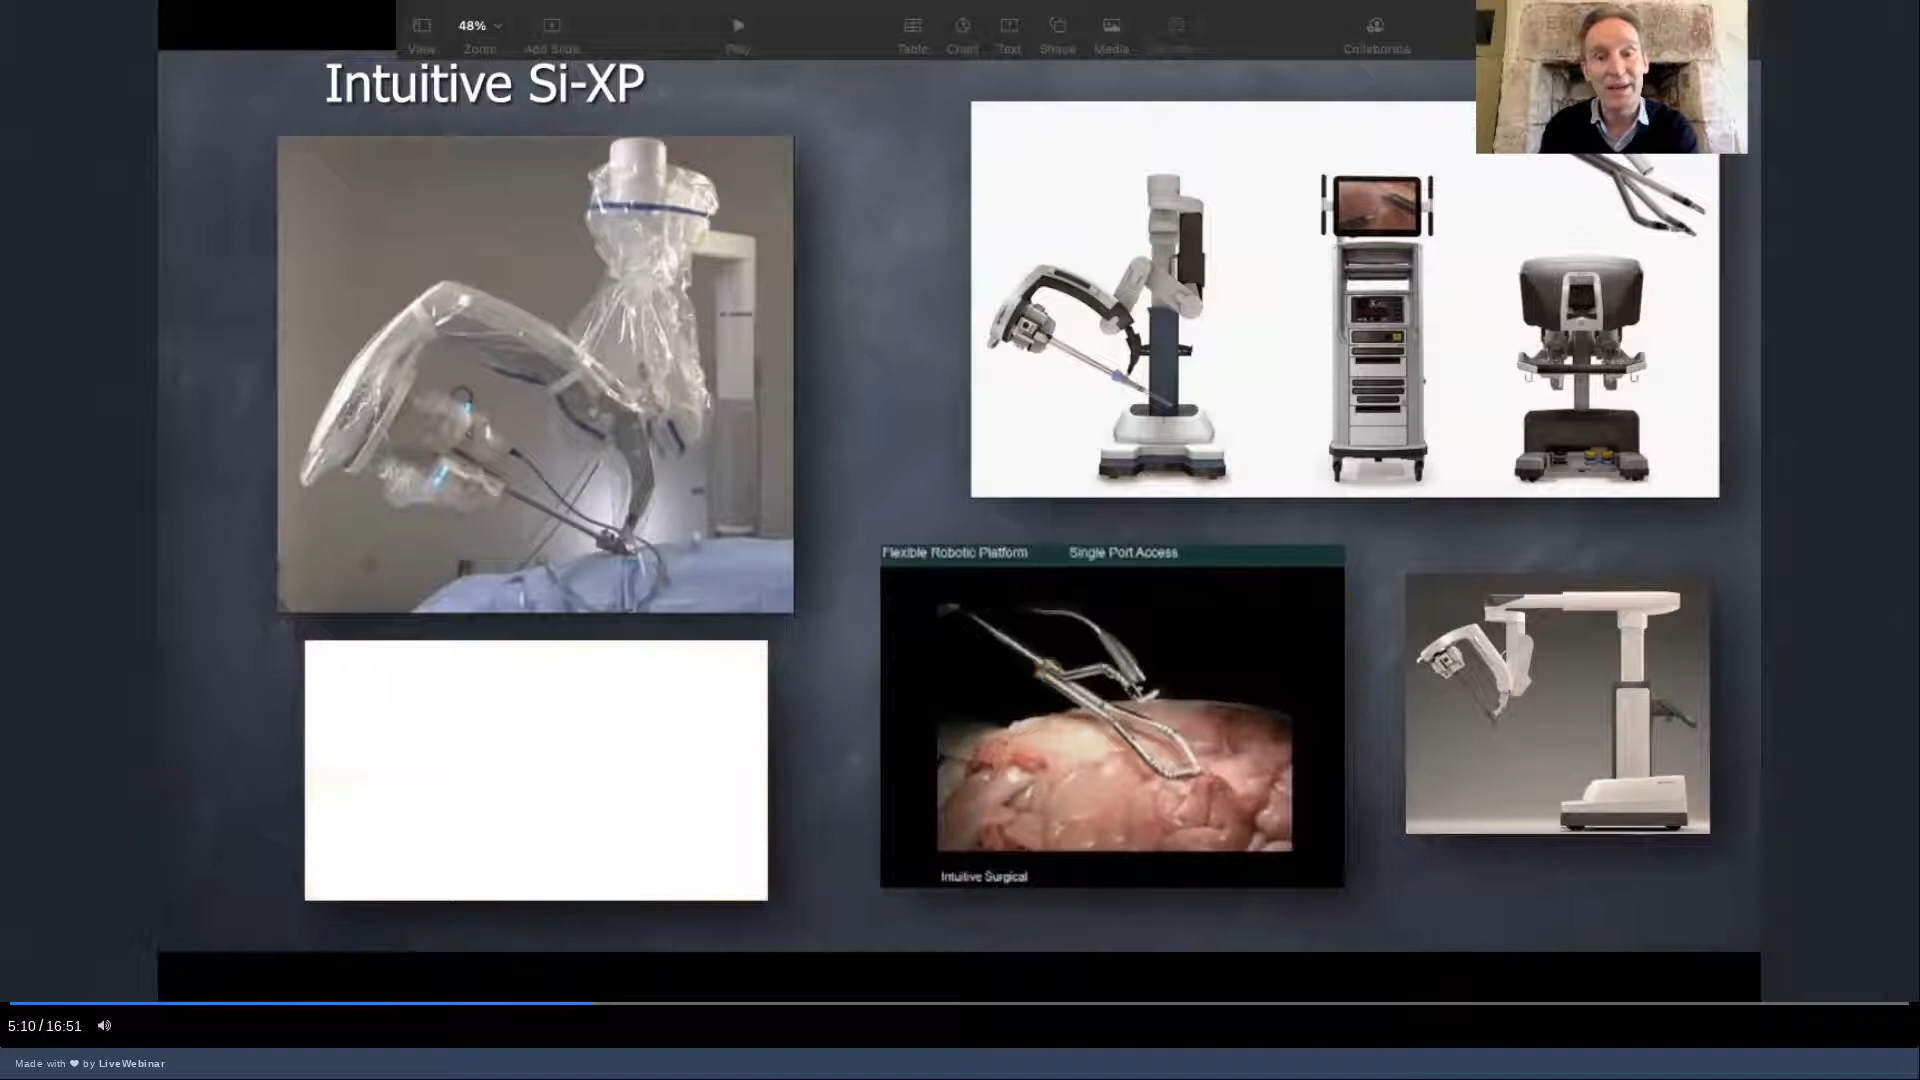 48%
View
Zoom
Add Slide
Play
Table
Chart
Text
Shape
Media
Collaborate
Intuitive Si-XP
Flexible Robotic Platform Single Port Access
Intuitive Surgical
5:10 / 16:51
Made with ❤ by LiveWebinar